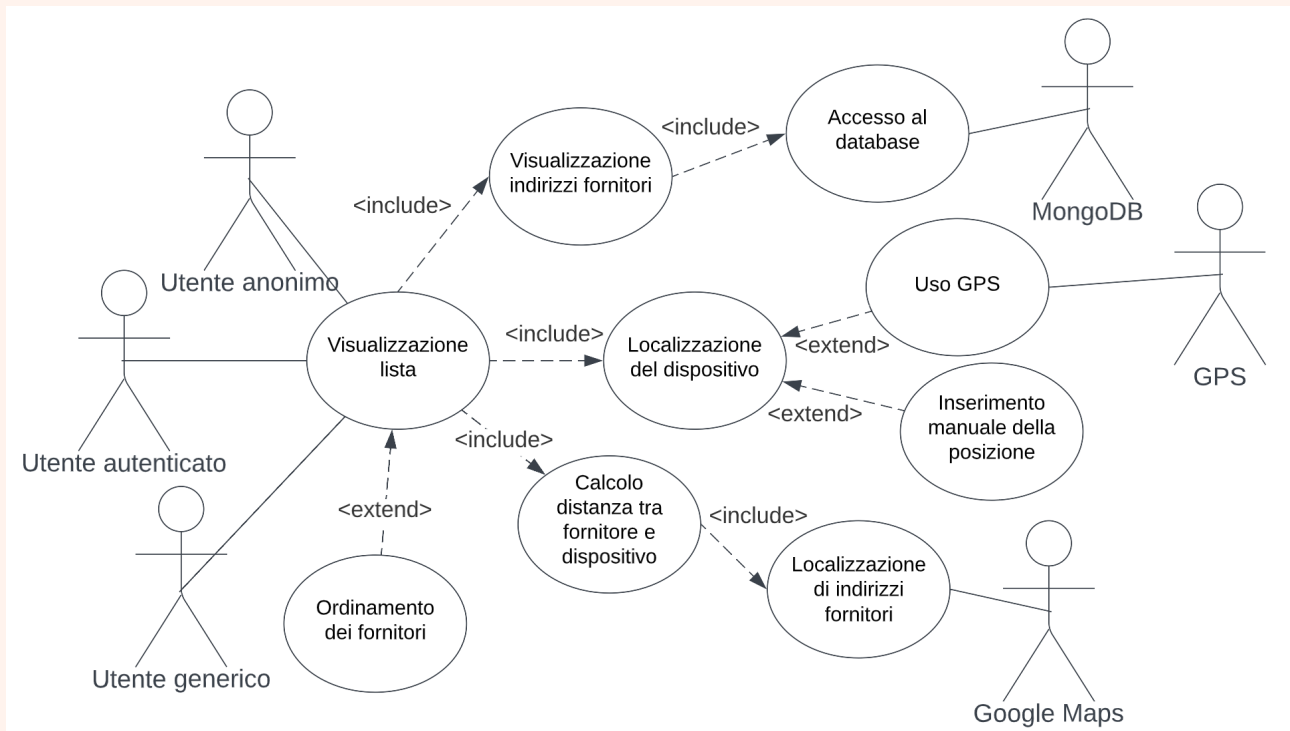 MongoDB
Accesso al
database
<include>
Visualizzazione
indirizzi fornitori
<include>
Utente anonimo
GPS
Uso GPS
<extend>
Visualizzazione
lista
<include>
Localizzazione
del dispositivo
<extend>
Inserimento
manuale della
posizione
Utente autenticato
<include>
Calcolo
distanza tra
fornitore e
dispositivo
<extend>
<include>
Localizzazione
di indirizzi
fornitori
Ordinamento
dei fornitori
Utente generico
Google Maps